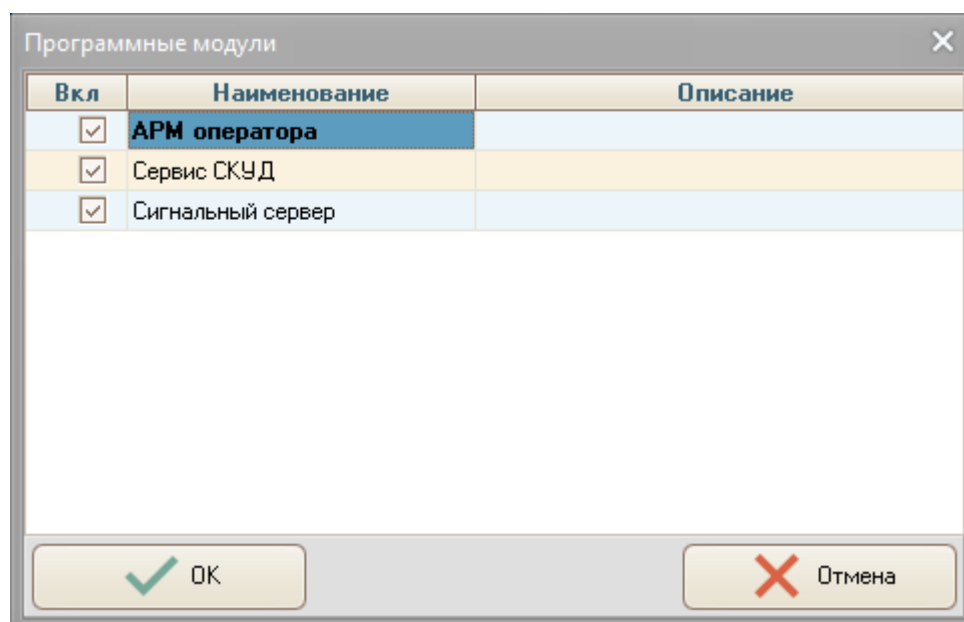 Программные модули
Вкл Наименование Описание
АРМ оператора
Сервис СКУД
Сигнальный сервер
OK Отмена